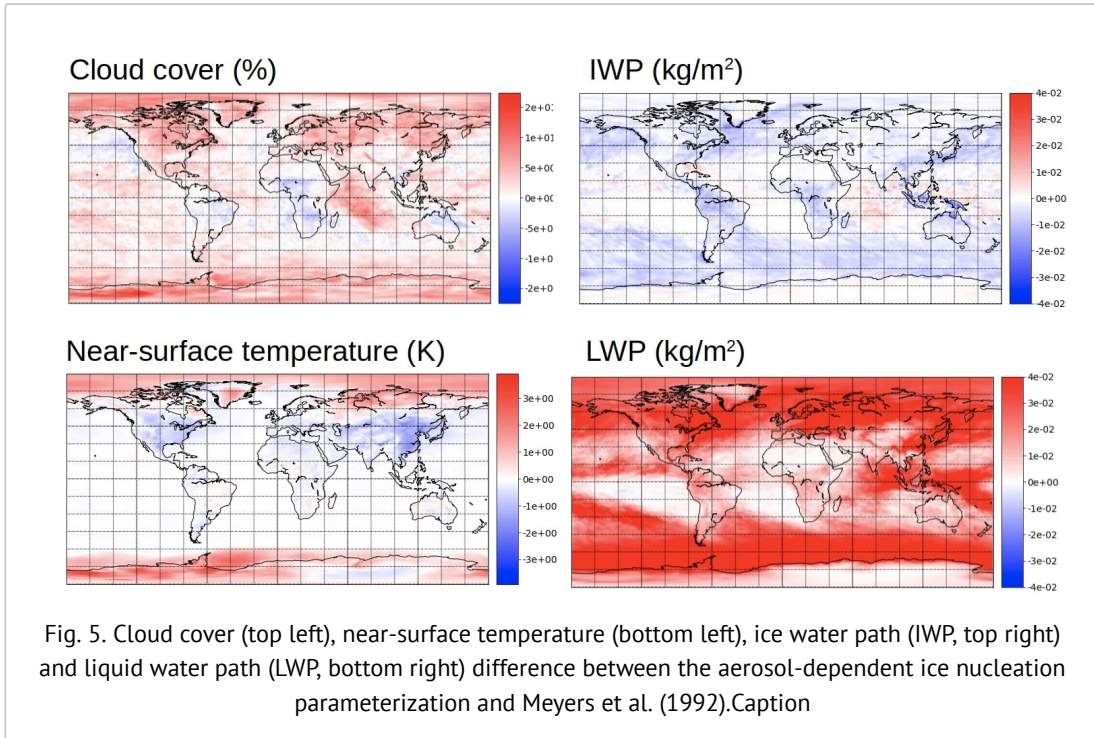 Cloud cover (%)
2e+0
1e+01
5e+00
0e+00
-5e+0
-1e+0
-2e+0
IWP (kg/m²)
4e-02
3e-02
2e-02
1e-02
0e+00
-1e-02
-2e-02
-3e-02
-4e-02
Near-surface temperature (K)
3e+00
2e+00
1e+00
0e+00
-1e+00
-2e+00
-3e+00
LWP (kg/m²)
4e-02
3e-02
2e-02
1e-02
0e+00
-1e-02
-2e-02
-3e-02
-4e-02
Fig. 5. Cloud cover (top left), near-surface temperature (bottom left), ice water path (IWP, top right)
and liquid water path (LWP, bottom right) difference between the aerosol-dependent ice nucleation
parameterization and Meyers et al. (1992).Caption